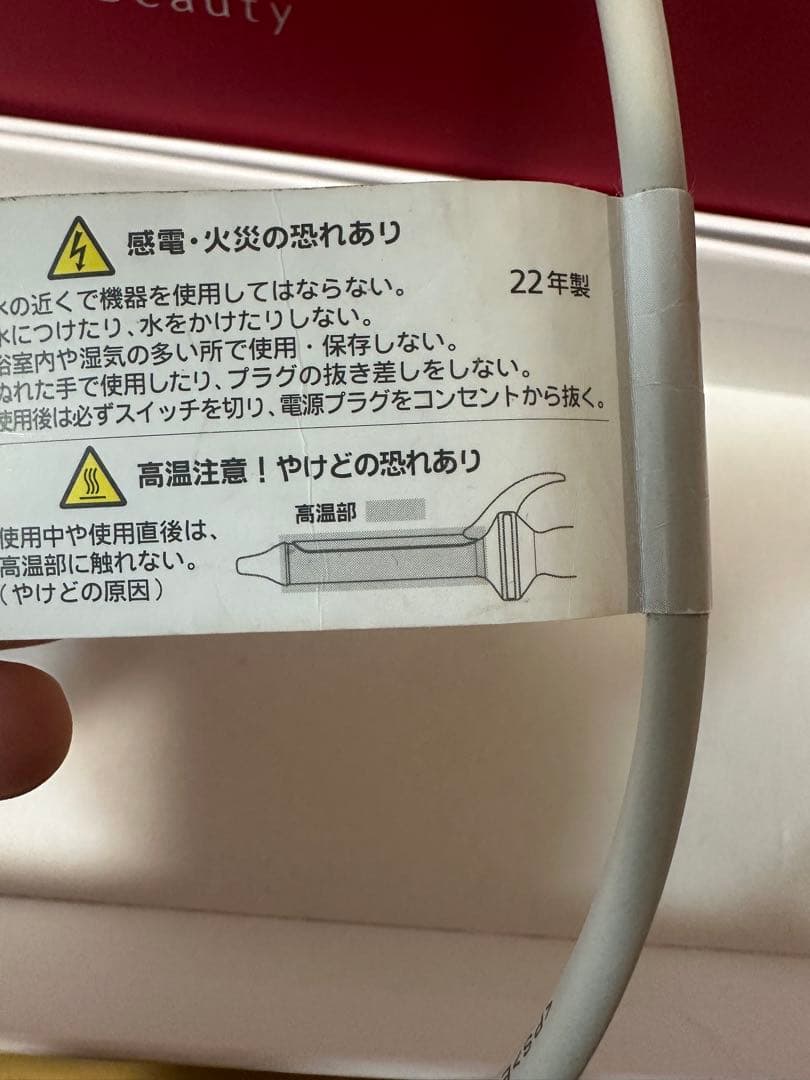 eauty
感電・火災の恐れあり
22年製
の近くで機器を使用してはならない。
水につけたり、水をかけたりしない。
浴室内や湿気の多い所で使用・保存しない。
ぬれた手で使用したり、プラグの抜き差しをしない。
使用後は必ずスイッチを切り、電源プラグをコンセントから抜く。
高温注意！やけどの恐れあり
高温部
使用中や使用直後は、
高温部に触れない。
（やけどの原因）
<PS>E